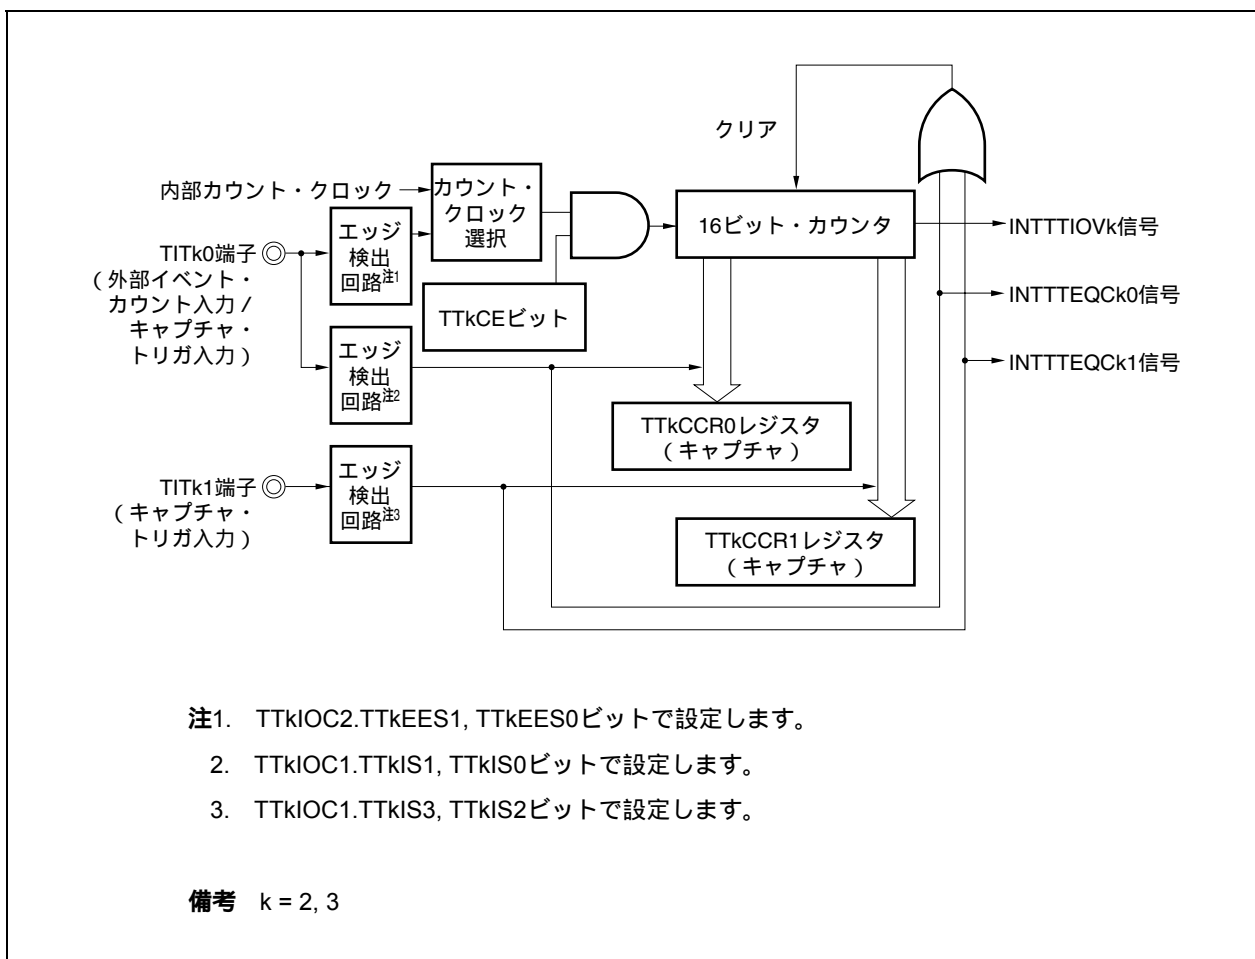 クリア
内部カウント・クロック
カウント・
クロック
選択
16ビット・カウンタ
INTTTIOVk信号
TITk0端子
(外部イベント・
カウント入力/
キャプチャ・
トリガ入力)
エッジ
検出
回路注1
TTkCEビット
INTTTEQCk0信号
エッジ
検出
回路注2
INTTTEQCk1信号
TTkCCR0レジスタ
(キャプチャ)
TITk1端子
(キャプチャ・
トリガ入力)
エッジ
検出
回路注3
TTkCCR1レジスタ
(キャプチャ)
注1. TTkIOC2.TTkEES1, TTkEES0ビットで設定します。
2. TTkIOC1.TTkIS1, TTkIS0ビットで設定します。
3. TTkIOC1.TTkIS3, TTkIS2ビットで設定します。
備考 k = 2, 3